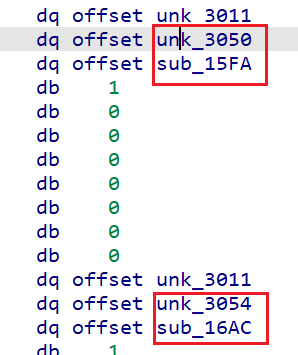 dq offset unk_3011
dq offset unk_3050
dq offset sub_15FA
db 1
db 0
db 0
db 0
db 0
db 0
db 0
db 0
dq offset unk_3011
dq offset unk_3054
dq offset sub_16AC
db 1